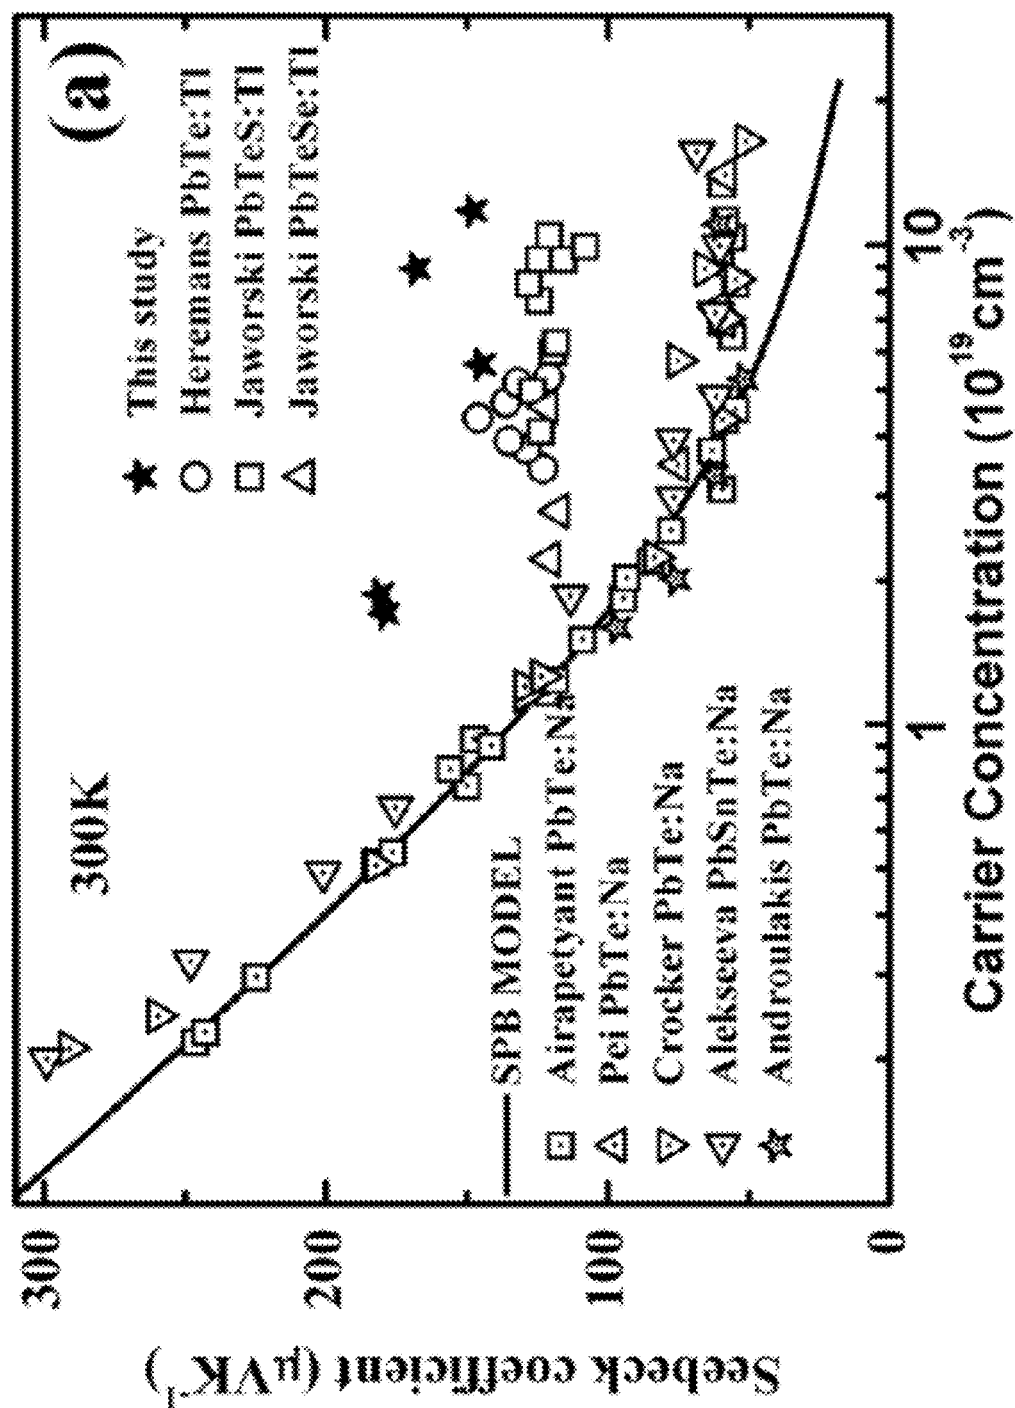 (a)
300K
This study
Heremans PbTe:Tl
Jaworski PbTeS:Tl
Jaworski PbTeSe:Tl
SPB MODEL
Airapetyant PbTe:Na
Pei PbTe:Na
Crocker PbTe:Na
Alekseeva PbSnTe:Na
Androulakis PbTe:Na
300
200
100
0
1
10
Seebeck coefficient (μVK⁻¹)
Carrier Concentration (10¹⁹cm⁻³)